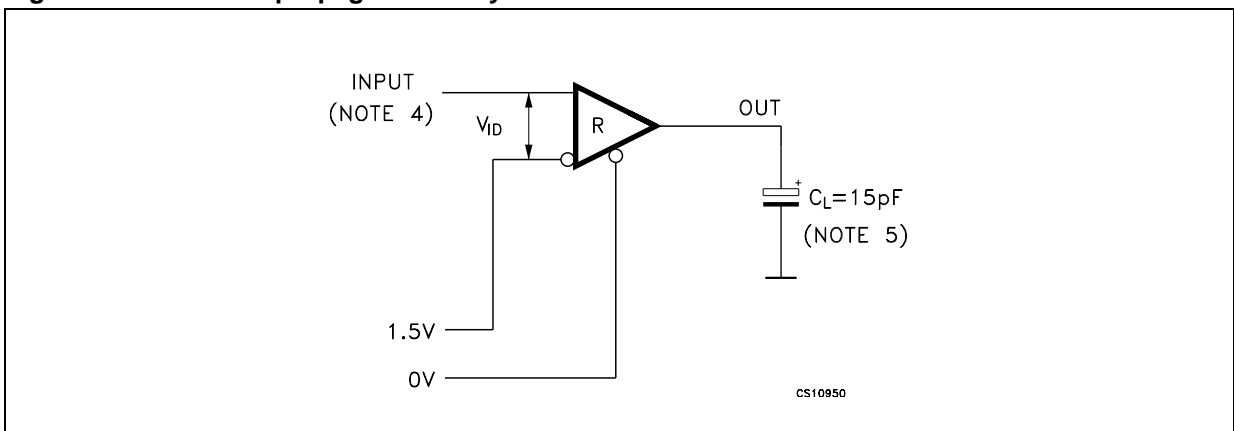 INPUT
(NOTE 4)
V_ID
R
OUT
+
C_L=15pF
(NOTE 5)
1.5V
0V
CS10950